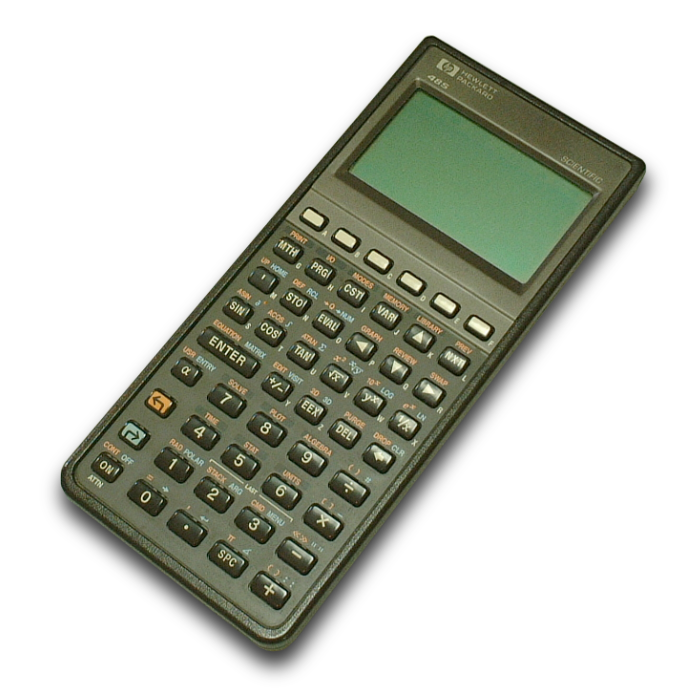 hp HEWLETT
PACKARD
48S
SCIENTIFIC
A B C D E F
PRINT I/O MODES MEMORY LIBRARY PREV
MTH G PRG H CST I VAR J ▲ K NXT L
UP HOME DEF RCL →Q →NUM GRAPH REVIEW SWAP
' M STO N EVAL O ◀ P ▼ Q ▶ R
ASIN ∂ ACOS ∫ ATAN Σ x² ˣ√y 10ˣ LOG eˣ LN
SIN S COS T TAN U √x V yˣ W 1/x X
EQUATION MATRIX EDIT VISIT 2D 3D PURGE DROP CLR
ENTER +/- Y EEX Z DEL
USR ENTRY SOLVE PLOT ALGEBRA ( ) #
α 7 8 9 ÷
TIME STAT UNITS [ ]
4 5 6 ×
RAD POLAR STACK ARG LAST CMD MENU «» " "
1 2 3 −
CONT OFF = → , ↵ π ∠ { } : :
ON 0 . SPC +
ATTN